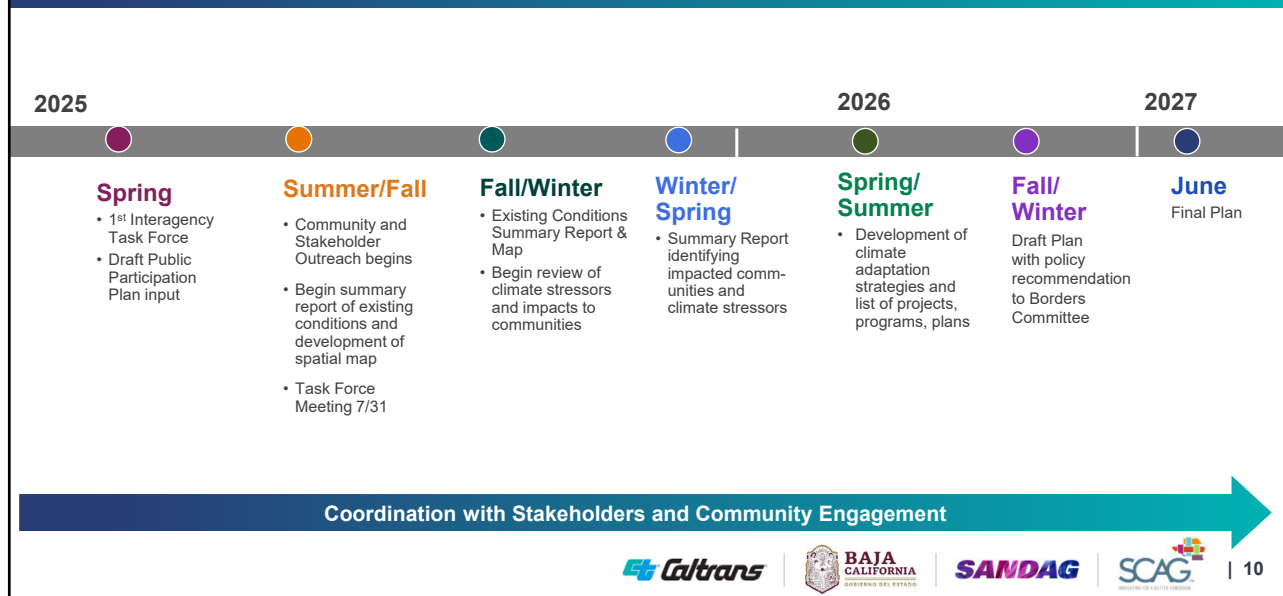 2025
2026
2027
Spring
• 1st Interagency
Task Force
• Draft Public
Participation
Plan input
Summer/Fall
• Community and
Stakeholder
Outreach begins
• Begin summary
report of existing
conditions and
development of
spatial map
• Task Force
Meeting 7/31
Fall/Winter
• Existing Conditions
Summary Report &
Map
• Begin review of
climate stressors
and impacts to
communities
Winter/
Spring
• Summary Report
identifying
impacted comm-
unities and
climate stressors
Spring/
Summer
• Development of
climate
adaptation
strategies and
list of projects,
programs, plans
Fall/
Winter
Draft Plan
with policy
recommendation
to Borders
Committee
June
Final Plan
Coordination with Stakeholders and Community Engagement
ct Caltrans
BAJA
CALIFORNIA
GOBIERNO DEL ESTADO
SANDAG
SCAG
INNOVATING FOR A BETTER TOMORROW
| 10